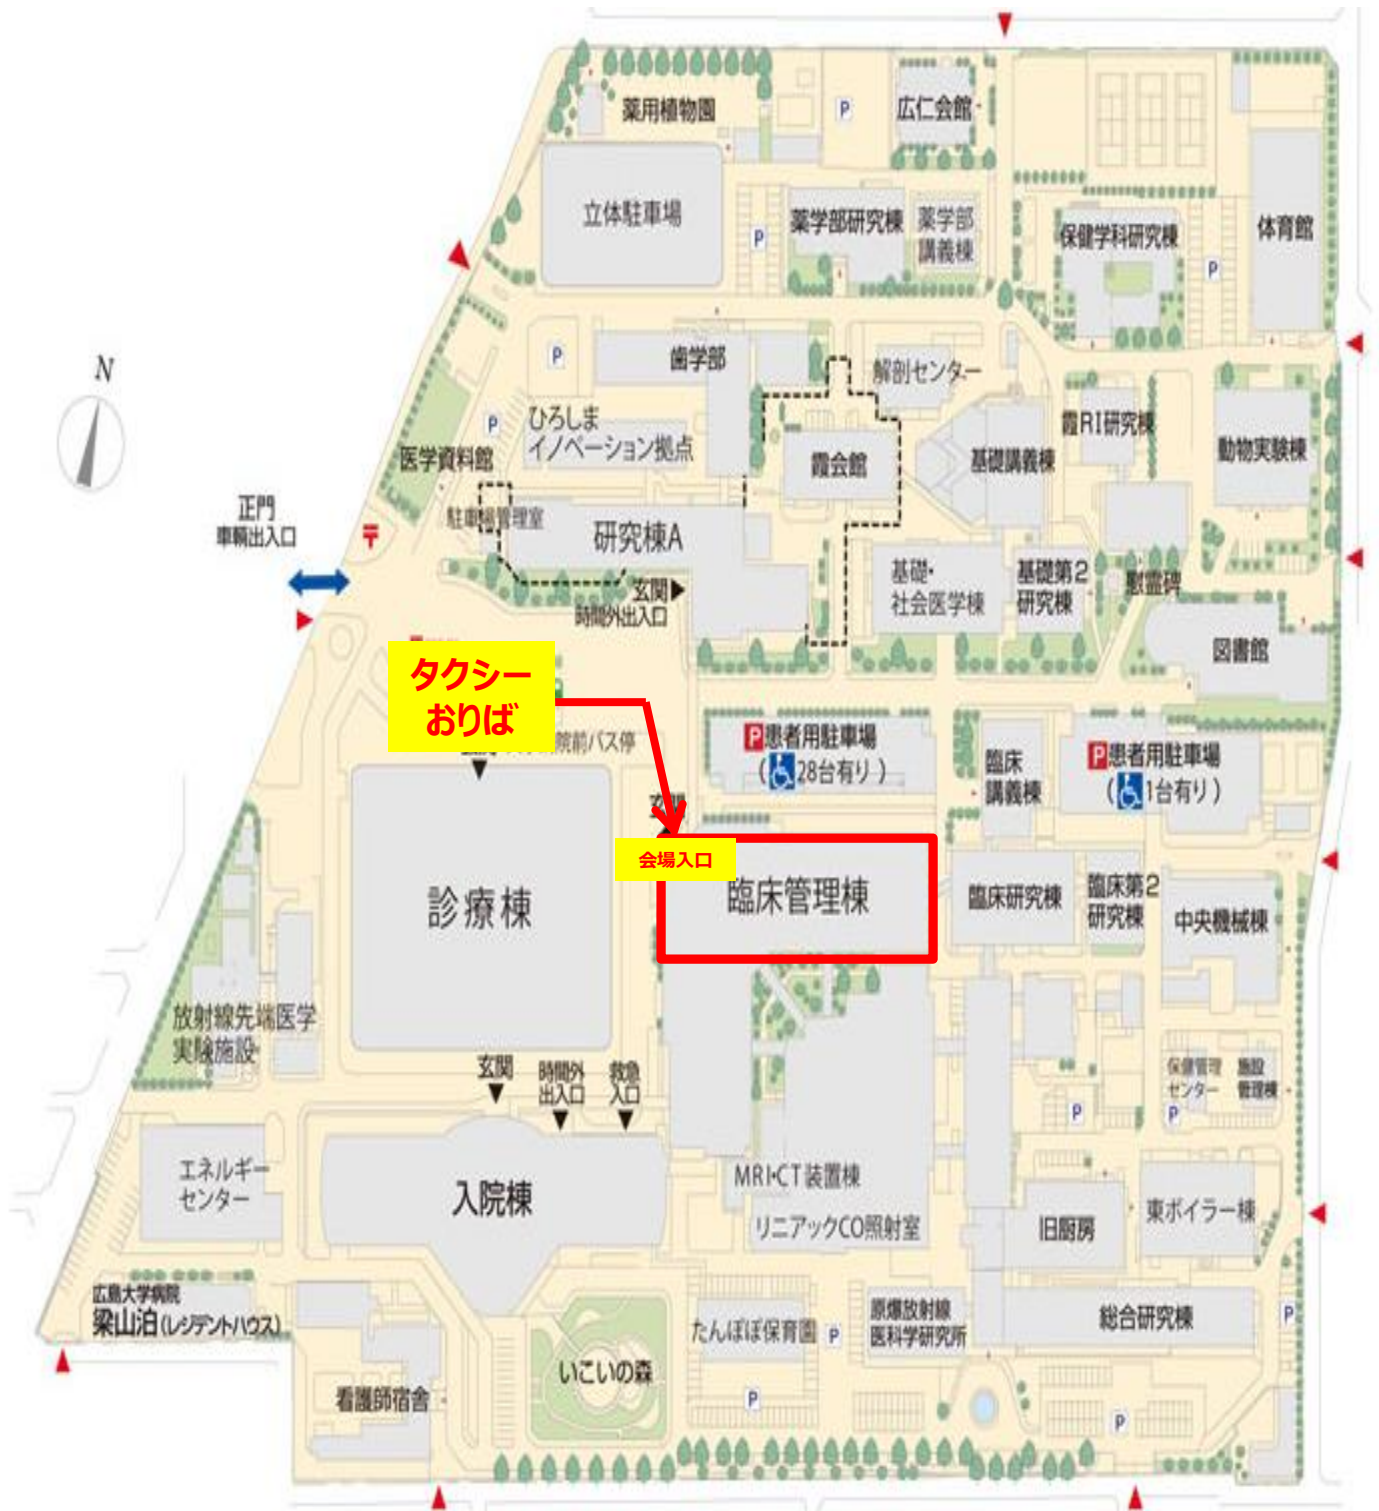 薬用植物園
P
広仁会館
立体駐車場
P
薬学部研究棟
薬学部
講義棟
保健学科研究棟
P
体育館
N
P
歯学部
解剖センター
ひろしま
イノベーション拠点
P
医学資料館
霞会館
基礎講義棟
霞RI研究棟
動物実験棟
正門
車輌出入口
〒
駐車場管理室
研究棟A
玄関
時間外出入口
基礎・
社会医学棟
基礎第2
研究棟
慰霊碑
図書館
タクシー
おりば
院前バス停
P患者用駐車場
(28台有り)
臨床
講義棟
P患者用駐車場
(1台有り)
玄関
会場入口
診療棟
臨床管理棟
臨床研究棟
臨床第2
研究棟
中央機械棟
放射線先端医学
実験施設
玄関
時間外
出入口
救急
入口
保健管理
センター
施設
管理棟
P
P
エネルギー
センター
入院棟
MRI・CT装置棟
リニアックCO照射室
旧厨房
東ボイラー棟
広島大学病院
梁山泊(レジデントハウス)
いこいの森
たんぽぽ保育園
P
原爆放射線
医科学研究所
総合研究棟
P
看護師宿舎
P
P